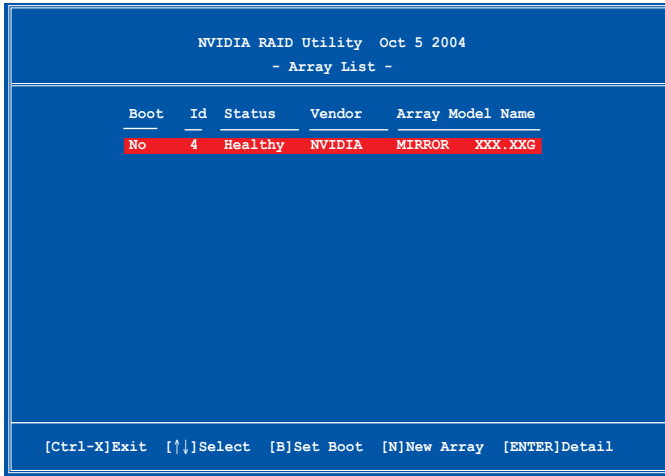 NVIDIA RAID Utility Oct 5 2004
- Array List -
Boot Id Status Vendor Array Model Name
No 4 Healthy NVIDIA MIRROR XXX.XXG
[Ctrl-X]Exit [↑↓]Select [B]Set Boot [N]New Array [ENTER]Detail